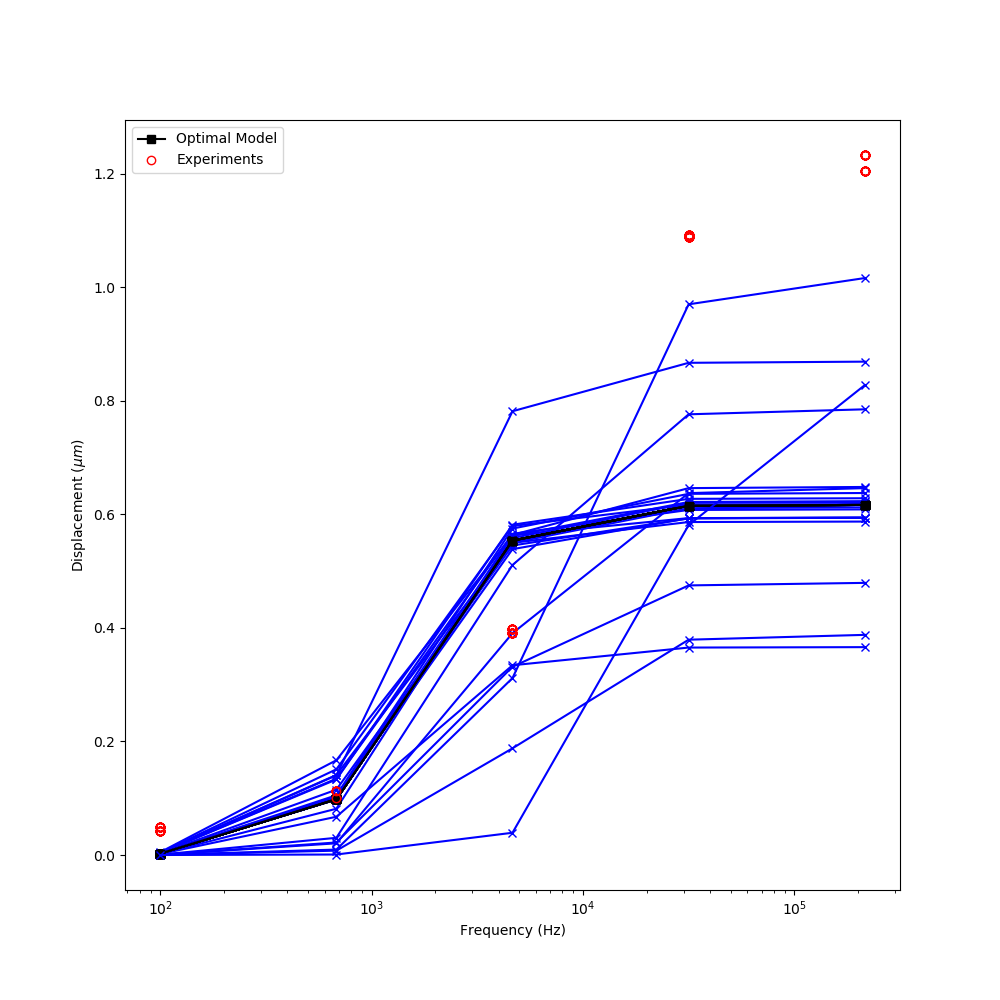 Optimal Model
Experiments
1.2
1.0
0.8
0.6
0.4
0.2
0.0
Displacement (μm)
10²
10³
10⁴
10⁵
Frequency (Hz)